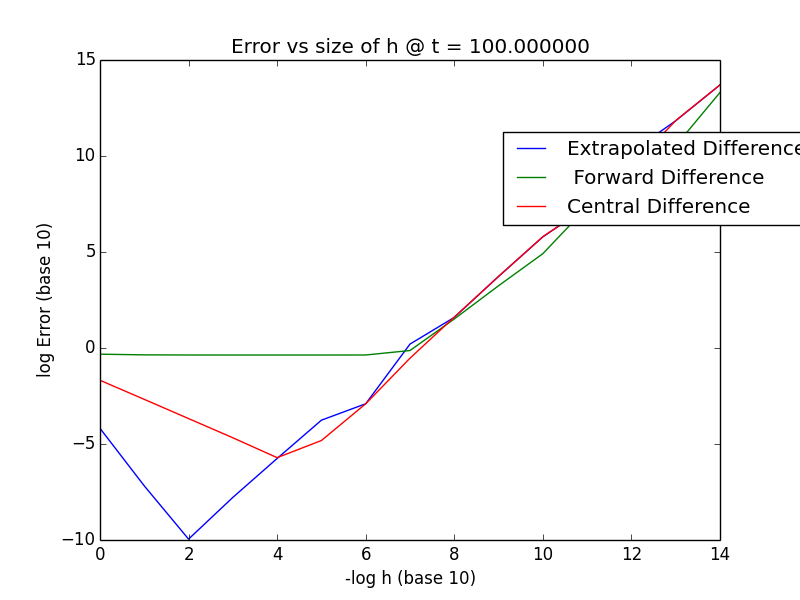 Error vs size of h @ t = 100.000000
15
10
5
0
−5
−10
log Error (base 10)
Extrapolated Difference
Forward Difference
Central Difference
0 2 4 6 8 10 12 14
-log h (base 10)